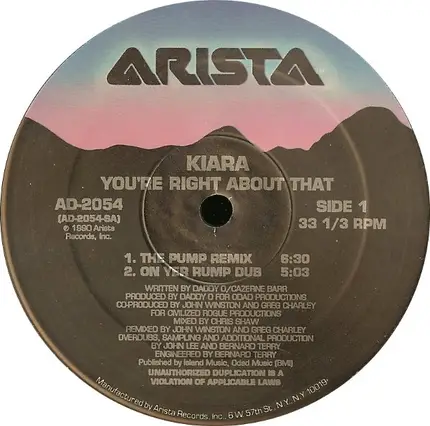 ARISTA
KIARA
YOU'RE RIGHT ABOUT THAT
AD-2054
(AD-2054-SA)
℗ 1990 Arista
Records, Inc.
SIDE 1
33 1/3 RPM
1. THE PUMP REMIX 6:30
2. ON YER RUMP DUB 5:03
WRITTEN BY DADDY O/CAZERNE BARR
PRODUCED BY DADDY O FOR ODAD PRODUCTIONS
CO-PRODUCED BY JOHN WINSTON AND GREG CHARLEY
FOR CIVILIZED ROGUE PRODUCTIONS
MIXED BY CHRIS SHAW
REMIXED BY JOHN WINSTON AND GREG CHARLEY
OVERDUBS, SAMPLING AND ADDITIONAL PRODUCTION
BY JOHN LEE AND BERNARD TERRY
ENGINEERED BY BERNARD TERRY
Published by Island Music, Odad Music (BMI)
UNAUTHORIZED DUPLICATION IS A
VIOLATION OF APPLICABLE LAWS
Manufactured by Arista Records, Inc., 6 W. 57th St., N.Y., N.Y. 10019·